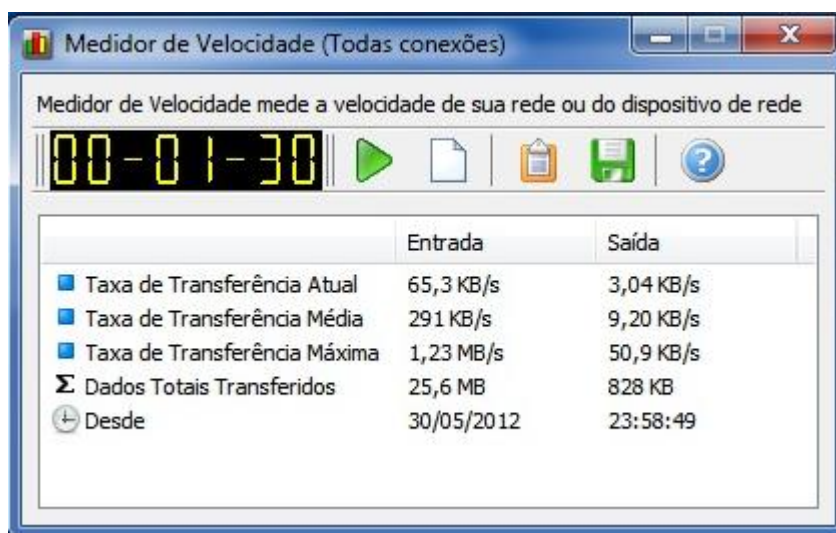 Medidor de Velocidade (Todas conexões)
Medidor de Velocidade mede a velocidade de sua rede ou do dispositivo de rede
00-01-30
Entrada Saída
Taxa de Transferência Atual 65,3 KB/s 3,04 KB/s
Taxa de Transferência Média 291 KB/s 9,20 KB/s
Taxa de Transferência Máxima 1,23 MB/s 50,9 KB/s
Σ Dados Totais Transferidos 25,6 MB 828 KB
Desde 30/05/2012 23:58:49